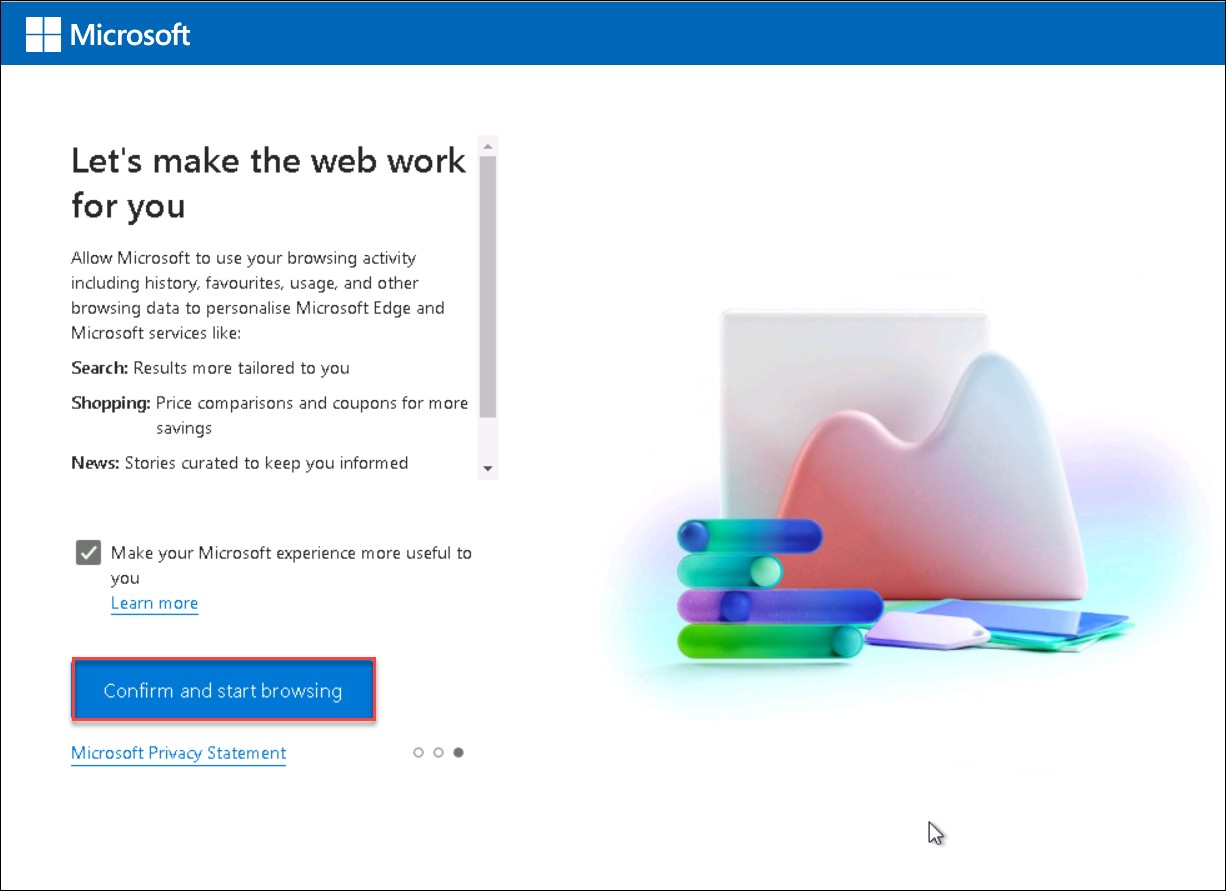 Microsoft
Let's make the web work
for you
Allow Microsoft to use your browsing activity
including history, favourites, usage, and other
browsing data to personalise Microsoft Edge and
Microsoft services like:
Search: Results more tailored to you
Shopping: Price comparisons and coupons for more
savings
News: Stories curated to keep you informed
Make your Microsoft experience more useful to
you
Learn more
Confirm and start browsing
Microsoft Privacy Statement